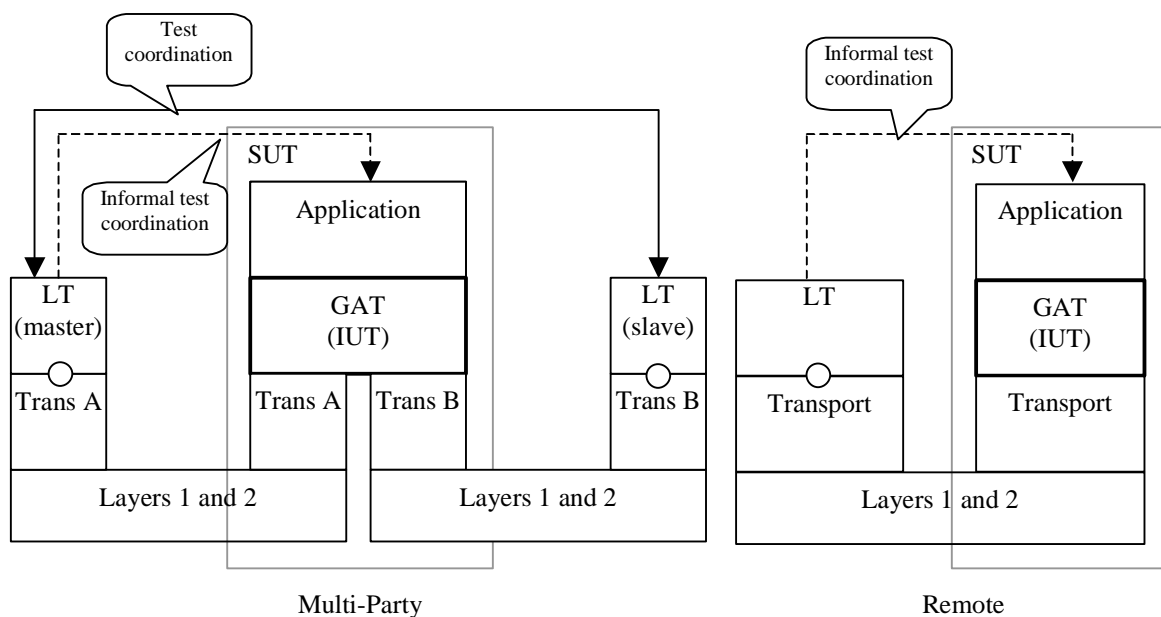 Test
coordination
Informal test
coordination
SUT
Informal test
coordination
Application
LT
(master)
GAT
(IUT)
LT
(slave)
Trans A
Trans A
Trans B
Trans B
Layers 1 and 2
Layers 1 and 2
Multi-Party
SUT
Application
LT
GAT
(IUT)
Transport
Transport
Layers 1 and 2
Remote